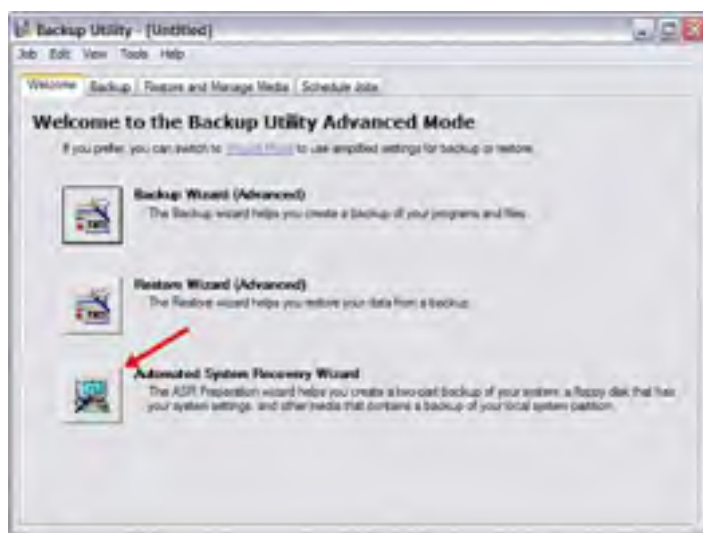 Backup Utility - [Untitled]
Job Edit View Tools Help
Welcome Backup Restore and Manage Media Schedule Jobs
Welcome to the Backup Utility Advanced Mode
If you prefer, you can switch to Wizard Mode to use simplified settings for backup or restore.
Backup Wizard (Advanced)
The Backup wizard helps you create a backup of your programs and files.
Restore Wizard (Advanced)
The Restore wizard helps you restore your data from a backup.
Automated System Recovery Wizard
The ASR Preparation wizard helps you create a two-part backup of your system: a floppy disk that has
your system settings, and other media that contains a backup of your local system partition.